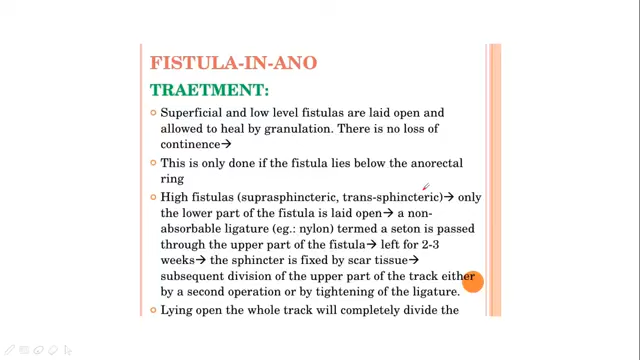 FISTULA-IN-ANO
TRAETMENT:
Superficial and low level fistulas are laid open and
allowed to heal by granulation. There is no loss of
continence→
This is only done if the fistula lies below the anorectal
ring
High fistulas (suprasphincteric, trans-sphincteric)→ only
the lower part of the fistula is laid open→ a non-
absorbable ligature (eg.: nylon) termed a seton is passed
through the upper part of the fistula→ left for 2-3
weeks→ the sphincter is fixed by scar tissue→
subsequent division of the upper part of the track either
by a second operation or by tightening of the ligature.
Lying open the whole track will completely divide the